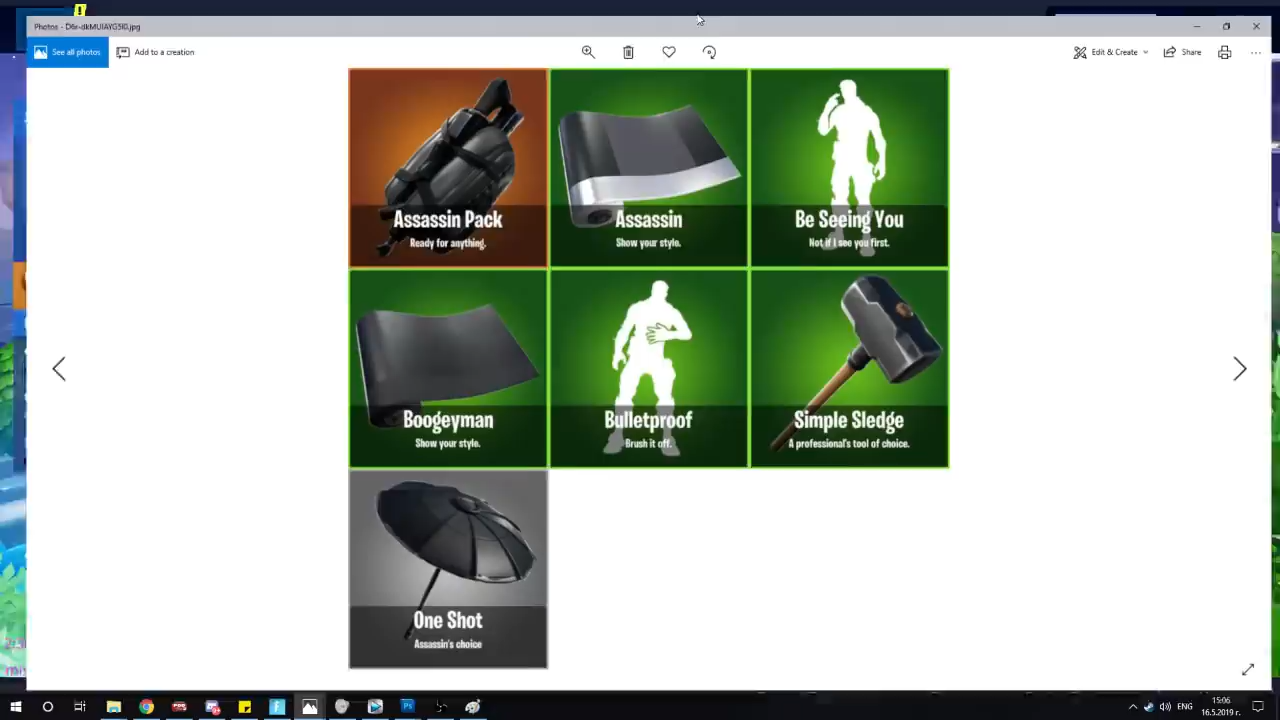 Photos - D6r-dkMUIAYG5I0.jpg
See all photos
Add to a creation
Edit & Create
Share
Assassin Pack
Ready for anything.
Assassin
Show your style.
Be Seeing You
Not if I see you first.
Boogeyman
Show your style.
Bulletproof
Brush it off.
Simple Sledge
A professional's tool of choice.
One Shot
Assassin's choice
ENG
15:06
16.5.2019 г.